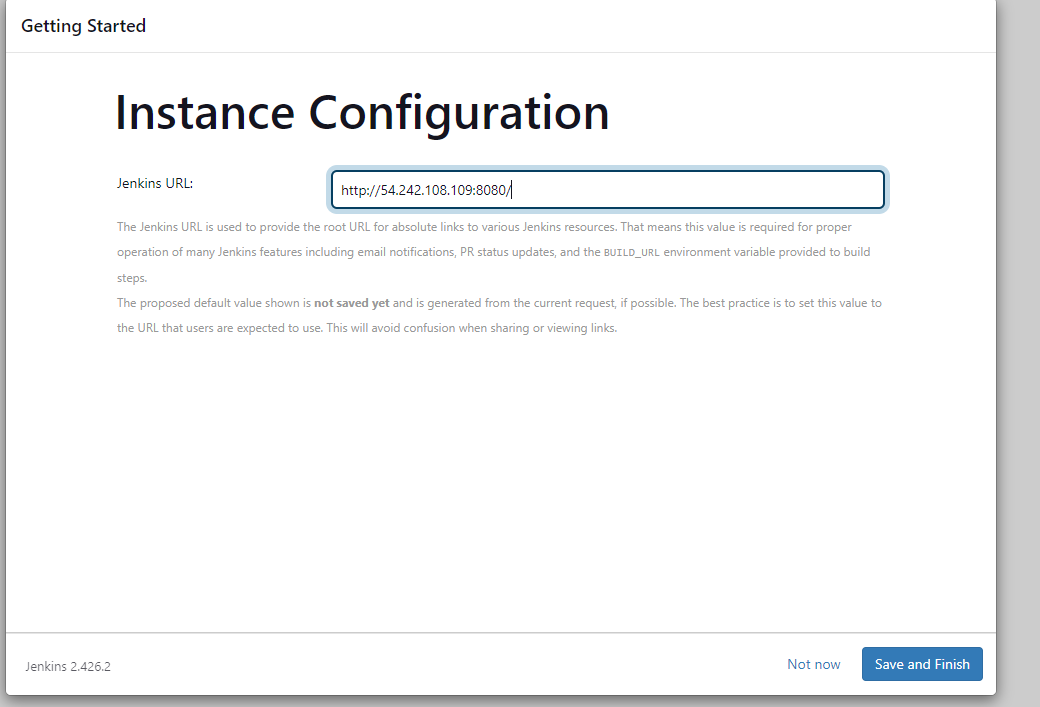 Getting Started
Instance Configuration
Jenkins URL:
http://54.242.108.109:8080/
The Jenkins URL is used to provide the root URL for absolute links to various Jenkins resources. That means this value is required for proper
operation of many Jenkins features including email notifications, PR status updates, and the BUILD_URL environment variable provided to build
steps.
The proposed default value shown is not saved yet and is generated from the current request, if possible. The best practice is to set this value to
the URL that users are expected to use. This will avoid confusion when sharing or viewing links.
Jenkins 2.426.2
Not now
Save and Finish